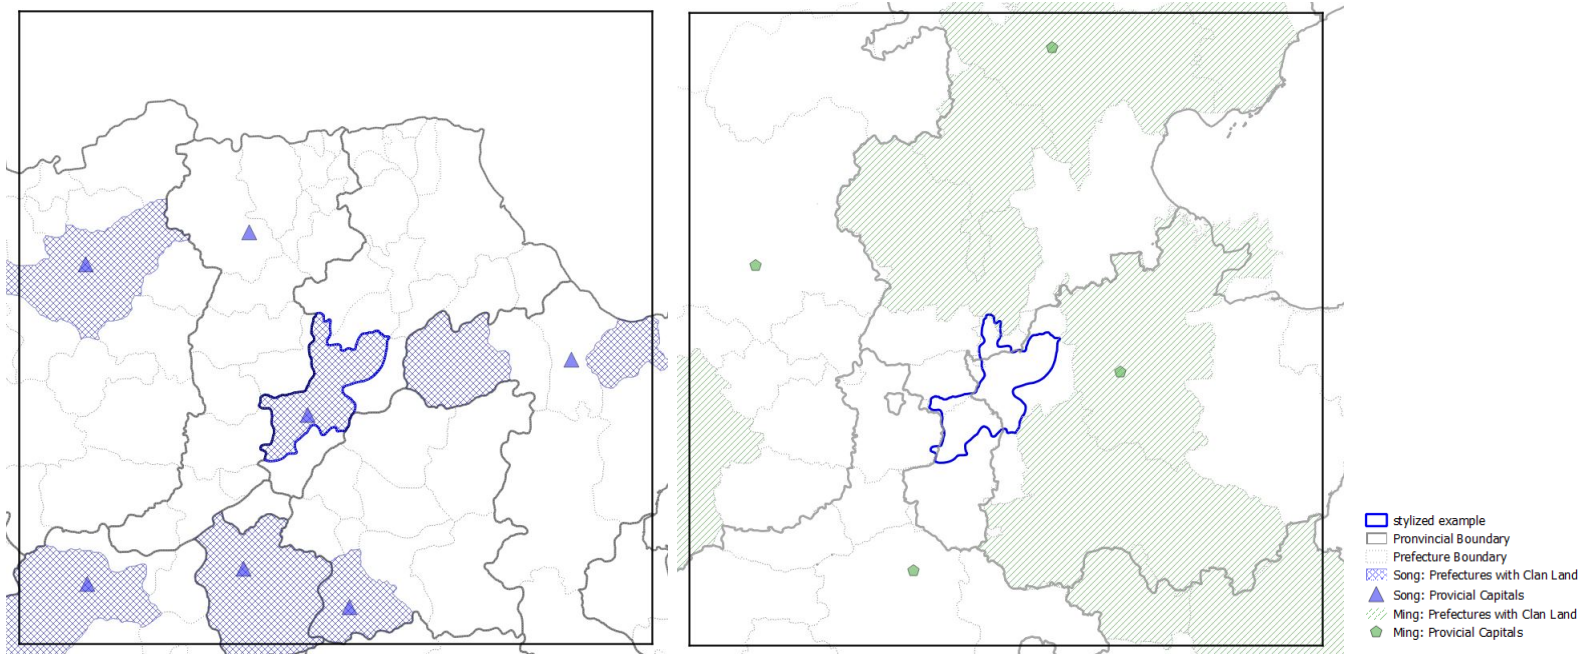 stylized example
Pronvincial Boundary
Prefecture Boundary
Song: Prefectures with Clan Land
Song: Provicial Capitals
Ming: Prefectures with Clan Land
Ming: Provicial Capitals